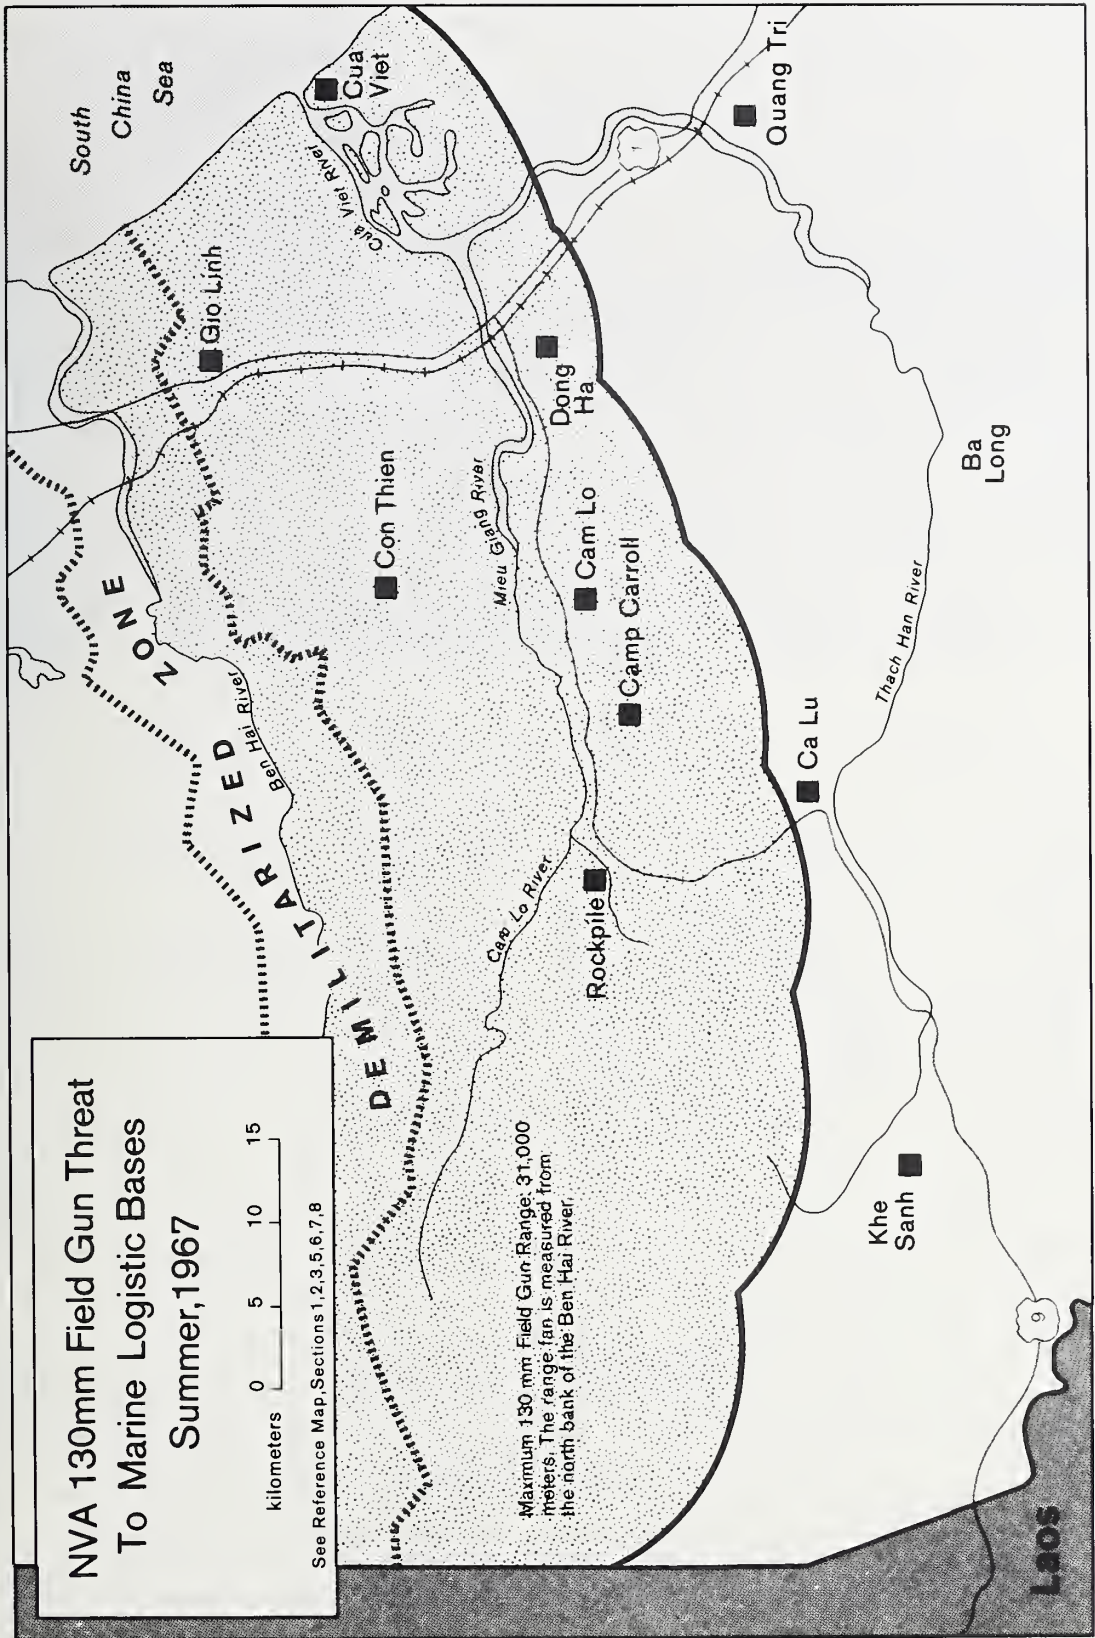 NVA 130mm Field Gun Threat
To Marine Logistic Bases
Summer,1967
kilometers 0 5 10 15
See Reference Map,Sections 1,2,3,5,6,7,8
DEMILITARIZED ZONE
Ben Hai River
South
China
Sea
Cua
Viet
Cua Viet River
Gio Linh
Con Thien
Mieu Giang River
Dong
Ha
Cam Lo
Camp Carroll
Cam Lo River
Rockpile
Quang Tri
1
Ca Lu
Thach Han River
Ba
Long
Khe
Sanh
9
Laos
Maximum 130 mm Field Gun Range: 31,000
meters. The range fan is measured from
the north bank of the Ben Hai River.